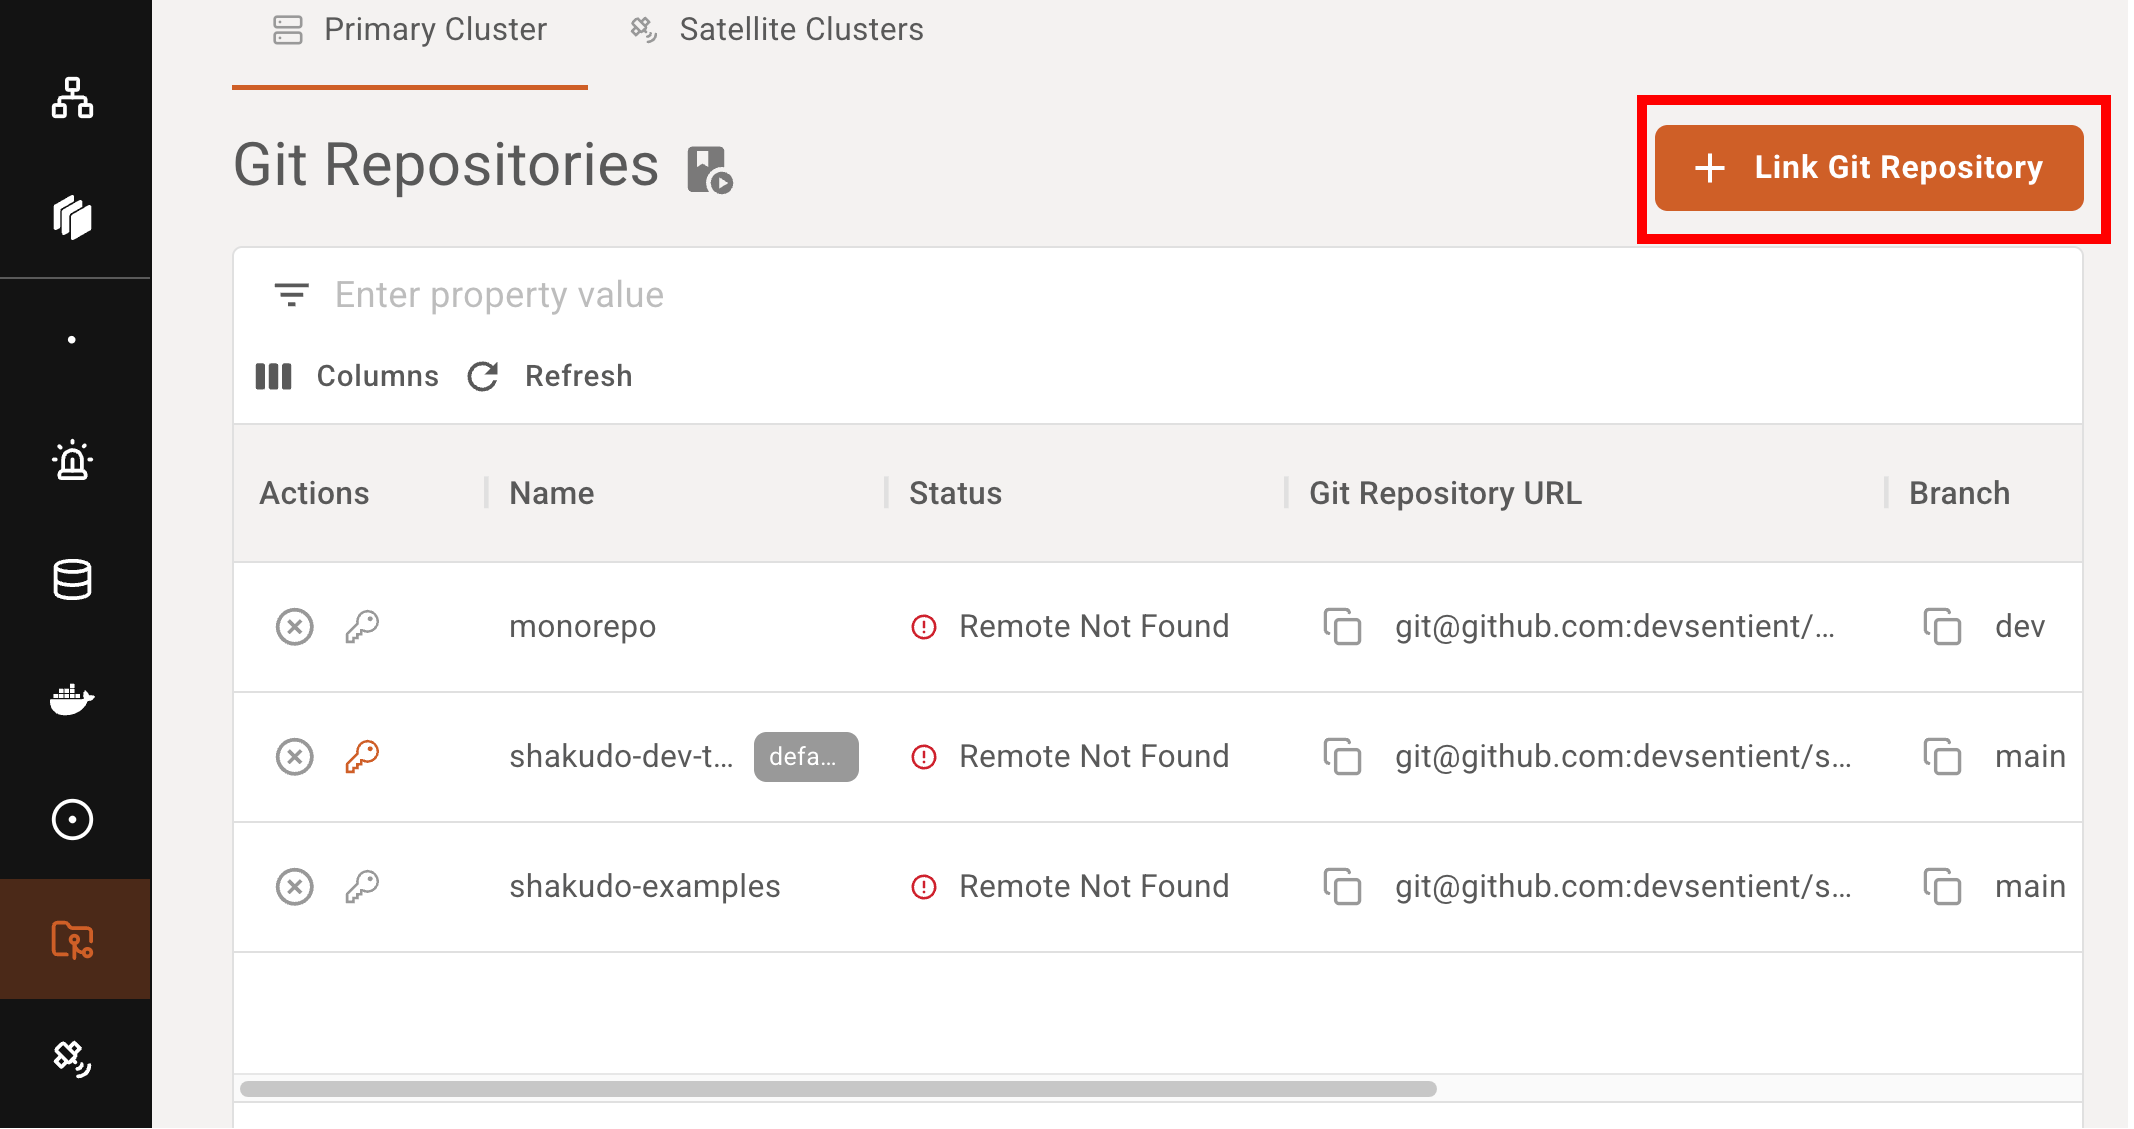 Primary Cluster
Satellite Clusters
Git Repositories
Link Git Repository
Enter property value
Columns
Refresh
Actions
Name
Status
Git Repository URL
Branch
monorepo
Remote Not Found
git@github.com:devsentient/...
dev
shakudo-dev-t...
defa...
Remote Not Found
git@github.com:devsentient/s...
main
shakudo-examples
Remote Not Found
git@github.com:devsentient/s...
main